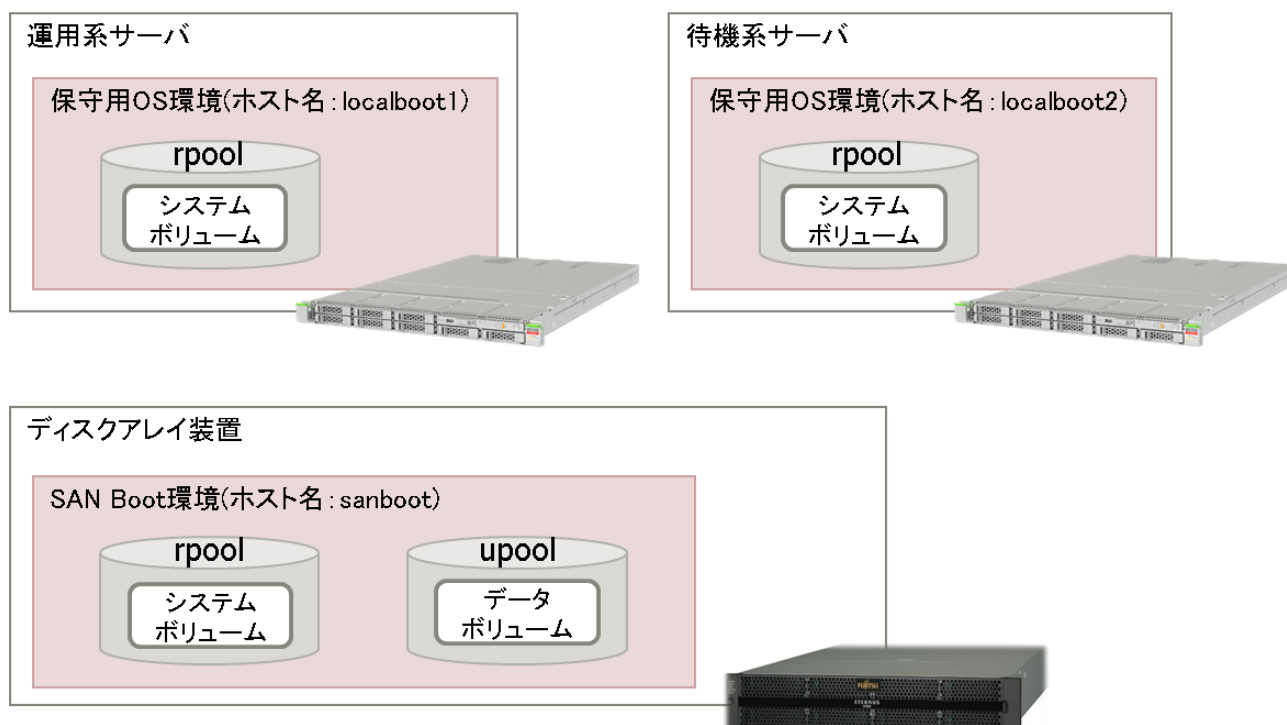 運用系サーバ
保守用OS環境(ホスト名:localboot1)
rpool
システム
ボリューム
待機系サーバ
保守用OS環境(ホスト名:localboot2)
rpool
システム
ボリューム
ディスクアレイ装置
SAN Boot環境(ホスト名:sanboot)
rpool
システム
ボリューム
upool
データ
ボリューム
FUJITSU
ETERNUS